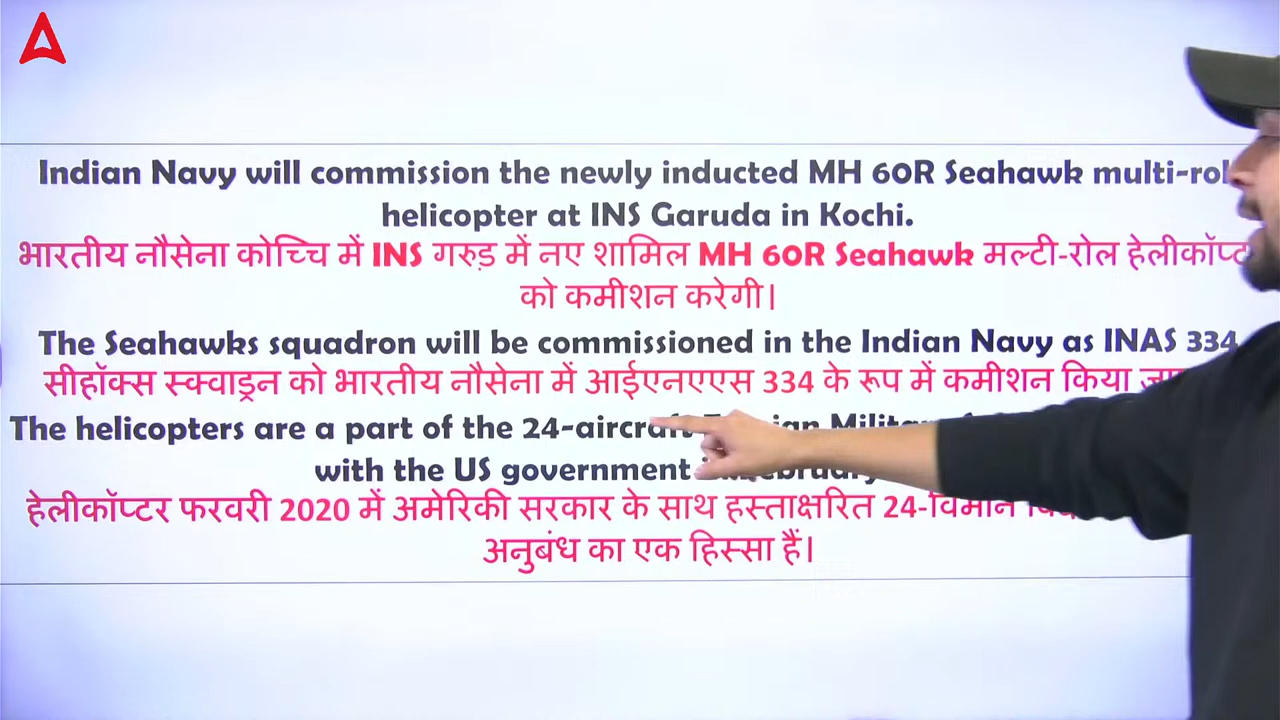 Indian Navy will commission the newly inducted MH 60R Seahawk
helicopter at INS Garuda in Kochi.
भारतीय नौसेना कोच्चि में INS गरुड़ में नए शामिल MH 60R Seahawk मल्टी-रोल
को कमीशन करेगी।
The Seahawks squadron will be commissioned in the Indian Navy as INAS 334
सीहॉक्स स्क्वाड्रन को भारतीय नौसेना में आईएनएएस 334 के रूप में कमीशन किया
The helicopters are a part of the 24-aircraft
with the US government
हेलीकॉप्टर फरवरी 2020 में अमेरिकी सरकार के साथ हस्ताक्षरित 24-विमान
अनुबंध का एक हिस्सा हैं।